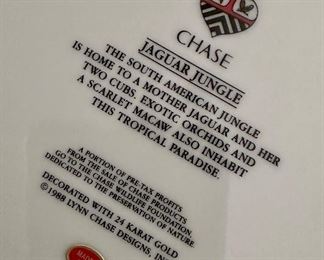 CHASE
JAGUAR JUNGLE
THE SOUTH AMERICAN JUNGLE
IS HOME TO A MOTHER JAGUAR AND HER
TWO CUBS. EXOTIC ORCHIDS AND
A SCARLET MACAW ALSO INHABIT
THIS TROPICAL PARADISE.
A PORTION OF PRE-TAX PROFITS
FROM THE SALE OF CHASE PRODUCTS
GO TO THE CHASE WILDLIFE FOUNDATION,
DEDICATED TO THE PRESERVATION OF NATURE.
DECORATED WITH 24 KARAT GOLD
©1988 LYNN CHASE DESIGNS, INC.